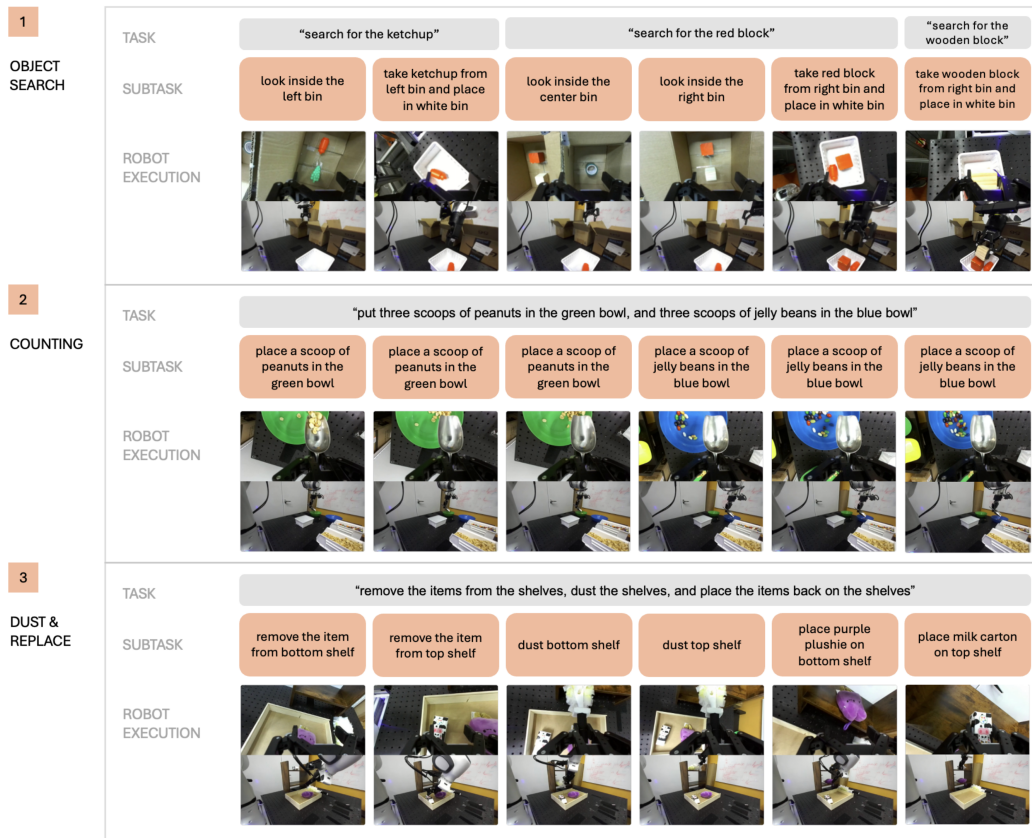 1
OBJECT
SEARCH
TASK
“search for the ketchup”
“search for the red block”
“search for the
wooden block”
SUBTASK
look inside the
left bin
take ketchup from
left bin and place
in white bin
look inside the
center bin
look inside the
right bin
take red block
from right bin and
place in white bin
take wooden block
from right bin and
place in white bin
ROBOT
EXECUTION
2
COUNTING
TASK
“put three scoops of peanuts in the green bowl, and three scoops of jelly beans in the blue bowl”
SUBTASK
place a scoop of
peanuts in the
green bowl
place a scoop of
peanuts in the
green bowl
place a scoop of
peanuts in the
green bowl
place a scoop of
jelly beans in the
blue bowl
place a scoop of
jelly beans in the
blue bowl
place a scoop of
jelly beans in the
blue bowl
ROBOT
EXECUTION
3
DUST &
REPLACE
TASK
“remove the items from the shelves, dust the shelves, and place the items back on the shelves”
SUBTASK
remove the item
from bottom shelf
remove the item
from top shelf
dust bottom shelf
dust top shelf
place purple
plushie on
bottom shelf
place milk carton
on top shelf
ROBOT
EXECUTION